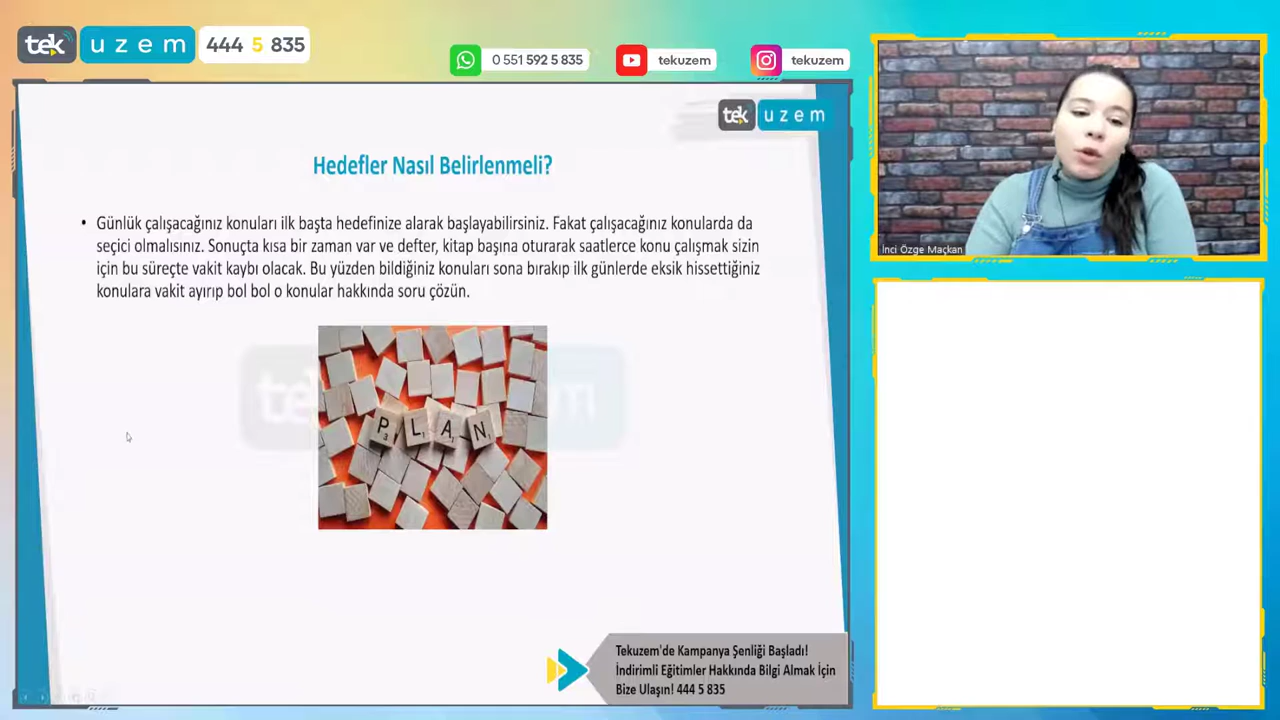 tek uzem 444 5 835
0 551 592 5 835
tekuzem
tekuzem
tek uzem
Hedefler Nasıl Belirlenmeli?
• Günlük çalışacağınız konuları ilk başta hedefinize alarak başlayabilirsiniz. Fakat çalışacağınız konularda da
seçici olmalısınız. Sonuçta kısa bir zaman var ve defter, kitap başına oturarak saatlerce konu çalışmak sizin
için bu süreçte vakit kaybı olacak. Bu yüzden bildiğiniz konuları sona bırakıp ilk günlerde eksik hissettiğiniz
konulara vakit ayırıp bol bol o konular hakkında soru çözün.
PLAN
Tekuzem'de Kampanya Şenliği Başladı!
İndirimli Eğitimler Hakkında Bilgi Almak İçin
Bize Ulaşın! 444 5 835
İnci Özge Maçkan